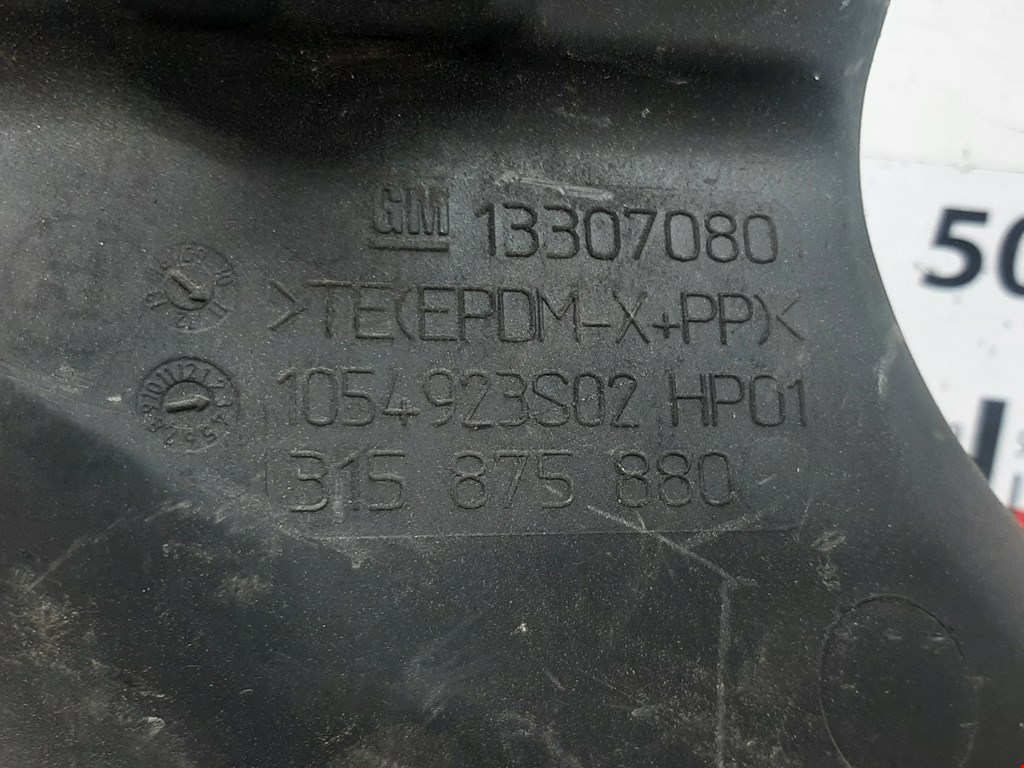 GM 13307080
>TE(EPDM-X+PP)<
1054923S02 HP01
315 875 880
50